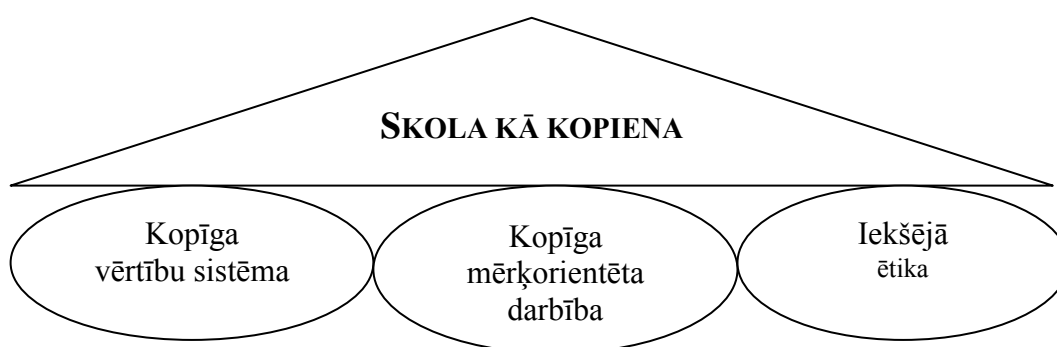 SKOLA KĀ KOPIENA
Kopīga
vērtību sistēma
Kopīga
mērķorientēta
darbība
Iekšējā
ētika